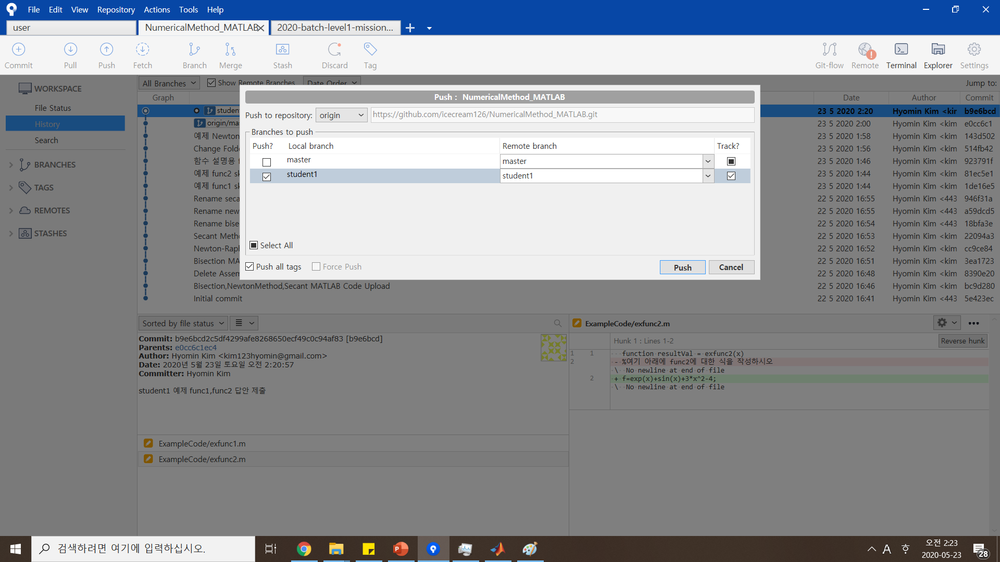 File Edit View Repository Actions Tools Help
user NumericalMethod_MATLAB 2020-batch-level1-mission...
Commit Pull Push Fetch Branch Merge Stash Discard Tag Git-flow Remote Terminal Explorer Settings
All Branches Show Remote Branches Date Order Jump to:
WORKSPACE
File Status
History
Search
BRANCHES
TAGS
REMOTES
STASHES
Graph Date Author Commit
studen 23 5 2020 2:20 Hyomin Kim <kir b9e6bcd
origin/ma 23 5 2020 2:00 Hyomin Kim <kim e0cc6c1
예제 Newton 23 5 2020 1:58 Hyomin Kim <kim 143d502
Change Folde 23 5 2020 1:56 Hyomin Kim <kim 514fb42
함수 설명용 23 5 2020 1:46 Hyomin Kim <kim 923791f
예제 func2 sk 23 5 2020 1:44 Hyomin Kim <kim 81ec5e1
예제 func1 sk 23 5 2020 1:44 Hyomin Kim <kim 1de16e5
Rename seca 22 5 2020 16:55 Hyomin Kim <443 946f31a
Rename new 22 5 2020 16:55 Hyomin Kim <443 a59dcd5
Rename bise 22 5 2020 16:54 Hyomin Kim <443 18bfa3e
Secant Metho 22 5 2020 16:53 Hyomin Kim <443 22094a3
Newton-Rapl 22 5 2020 16:52 Hyomin Kim <443 cc9ce84
Bisection MA 22 5 2020 16:51 Hyomin Kim <443 3ea1723
Delete Assem 22 5 2020 16:48 Hyomin Kim <kim 8390e20
Bisection,NewtonMethod,Secant MATLAB Code Upload 22 5 2020 16:46 Hyomin Kim <kim bc9d280
Initial commit 22 5 2020 16:41 Hyomin Kim <443 5e423ec
Push : NumericalMethod_MATLAB
Push to repository: origin https://github.com/icecream126/NumericalMethod_MATLAB.git
Branches to push
Push? Local branch Remote branch Track?
master master
student1 student1
Select All
Push all tags Force Push Push Cancel
Sorted by file status
Commit: b9e6bcd2c5df4299afe8268650ecf49c0c94af83 [b9e6bcd]
Parents: e0cc6c1ec4
Author: Hyomin Kim <kim123hyomin@gmail.com>
Date: 2020년 5월 23일 토요일 오전 2:20:57
Committer: Hyomin Kim
student1 예제 func1,func2 답안 제출
ExampleCode/exfunc1.m
ExampleCode/exfunc2.m
ExampleCode/exfunc2.m
Hunk 1 : Lines 1-2 Reverse hunk
1 1 function resultVal = exfunc2(x)
2 - %여기 아래에 func2에 대한 식을 작성하시오
\ No newline at end of file
2 + f=exp(x)+sin(x)+3*x^2-4;
\ No newline at end of file
검색하려면 여기에 입력하십시오.
A 호 오전 2:23
2020-05-23
28